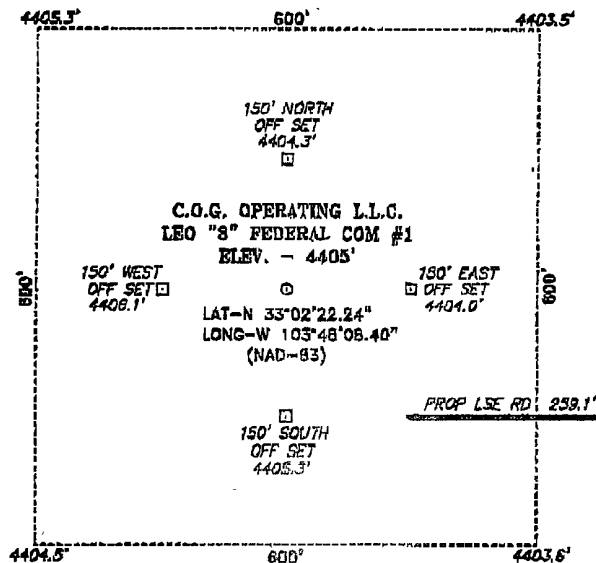 4405.3' 600' 4403.5'
150' NORTH
OFF SET
4404.3'
C.O.G. OPERATING L.L.C.
LEO "3" FEDERAL COM #1
ELEV. - 4405'
600'
150' WEST
OFF SET
4406.1'
150' EAST
OFF SET
4404.0'
600'
LAT-N 33°02'22.24"
LONG-W 103°48'08.40"
(NAD-83)
PROP LSE RD 259.1'
150' SOUTH
OFF SET
4405.3'
4404.5' 600' 4403.6'